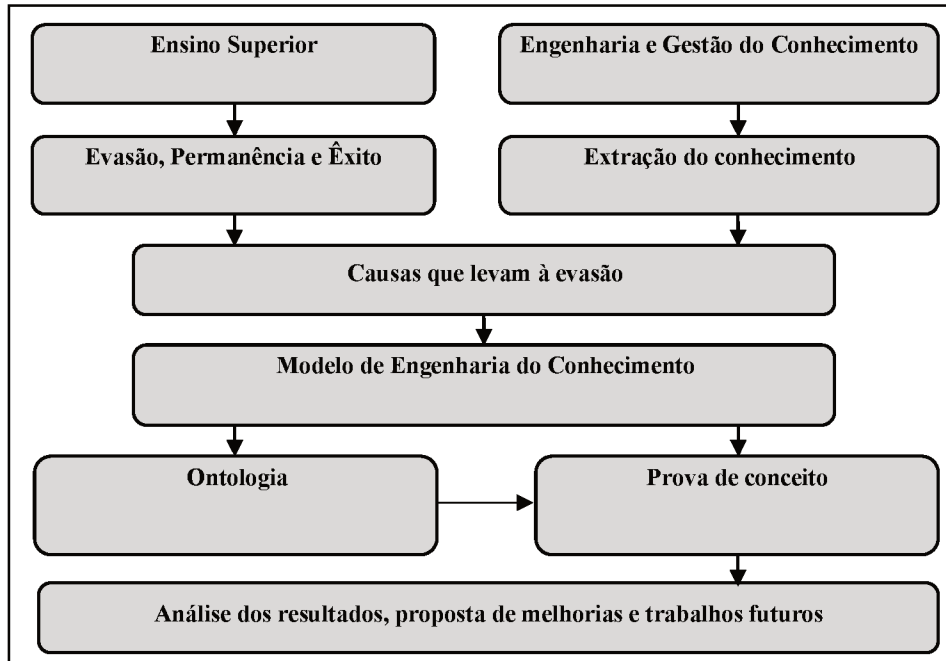 Ensino Superior
Engenharia e Gestão do Conhecimento
Evasão, Permanência e Êxito
Extração do conhecimento
Causas que levam à evasão
Modelo de Engenharia do Conhecimento
Ontologia
Prova de conceito
Análise dos resultados, proposta de melhorias e trabalhos futuros